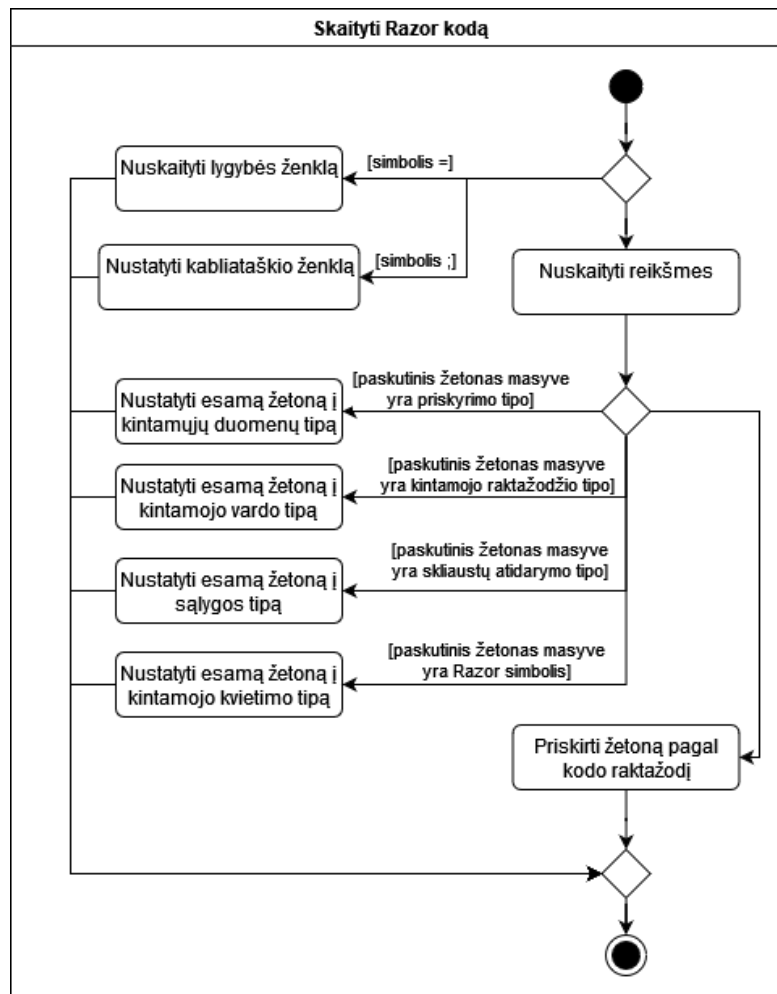 Skaityti Razor kodą
Nuskaityti lygybės ženklą
[simbolis =]
Nustatyti kabliataškio ženklą
[simbolis ;]
Nuskaityti reikšmes
[paskutinis žetonas masyve
yra priskyrimo tipo]
Nustatyti esamą žetoną į
kintamųjų duomenų tipą
[paskutinis žetonas masyve
yra kintamojo raktažodžio tipo]
Nustatyti esamą žetoną į
kintamojo vardo tipą
[paskutinis žetonas masyve
yra skliaustų atidarymo tipo]
Nustatyti esamą žetoną į
sąlygos tipą
[paskutinis žetonas masyve
yra Razor simbolis]
Nustatyti esamą žetoną į
kintamojo kvietimo tipą
Priskirti žetoną pagal
kodo raktažodį